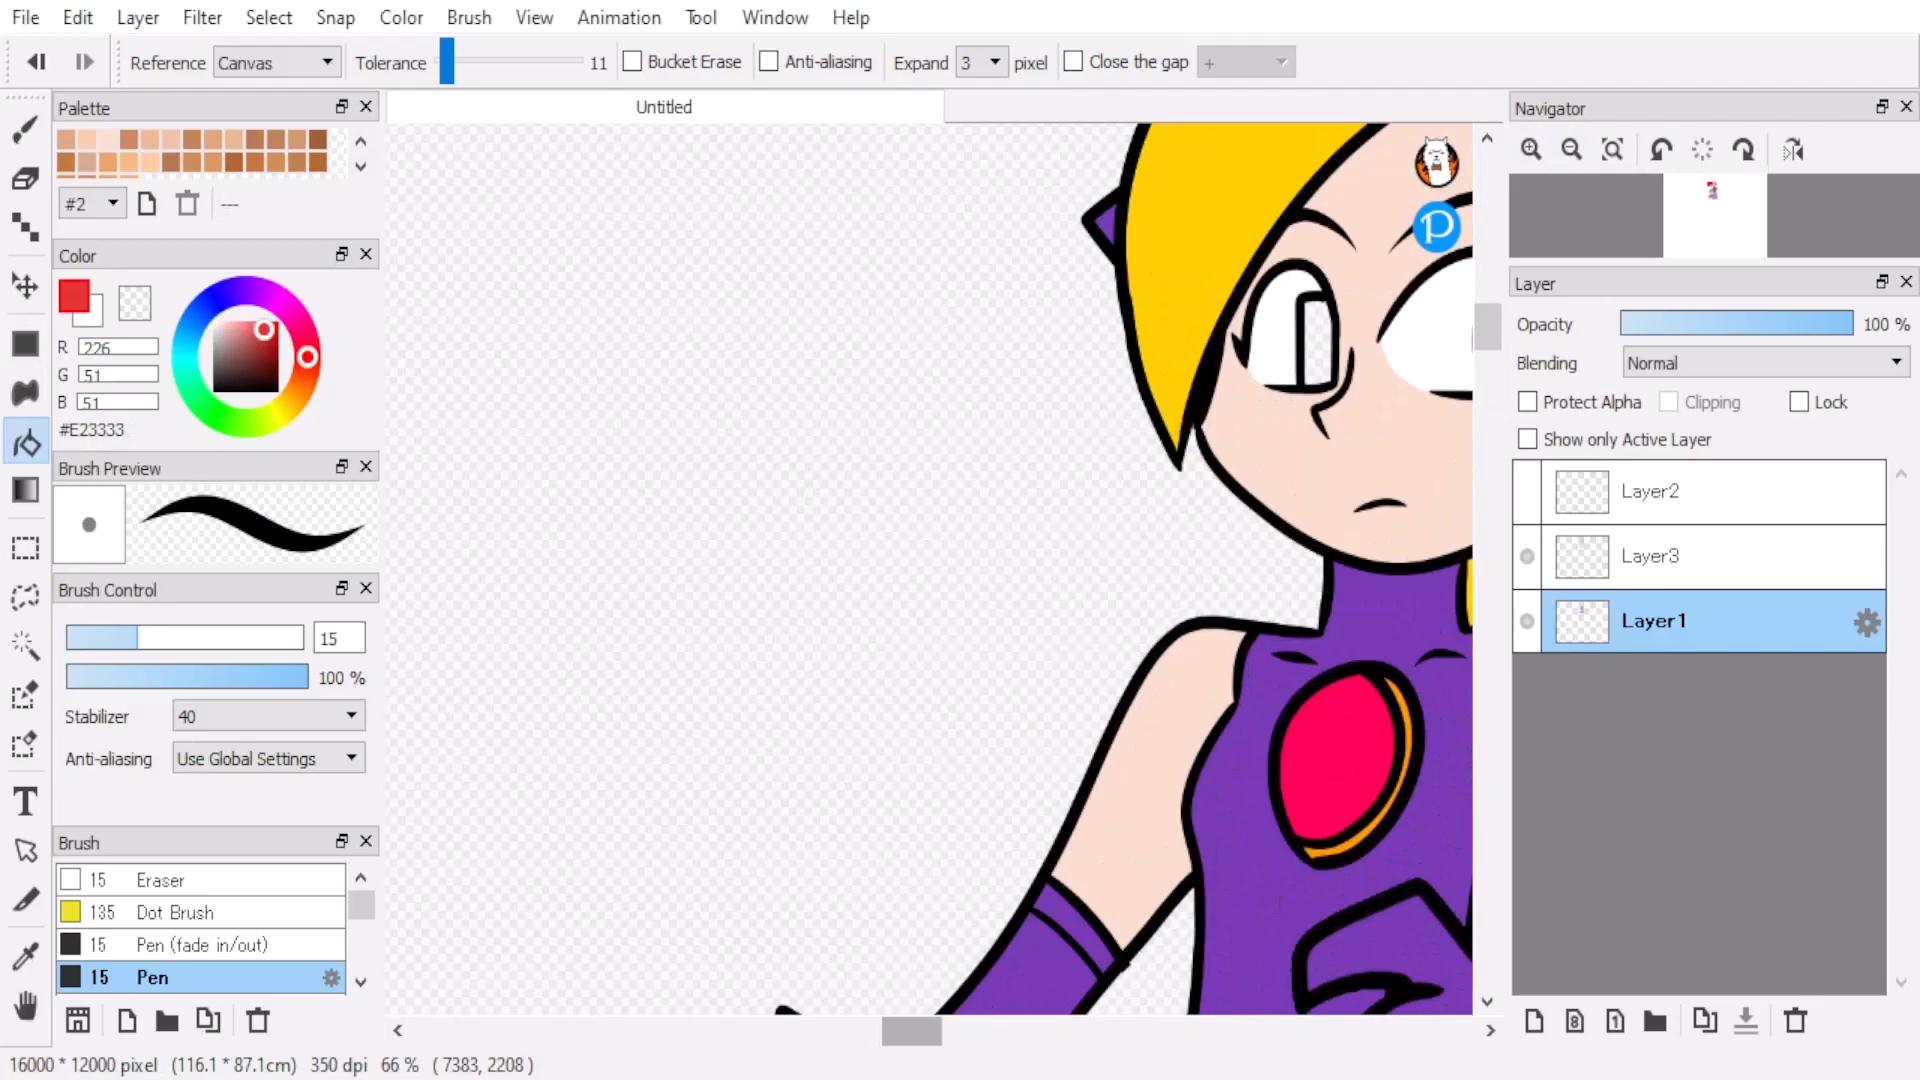 File Edit Layer Filter Select Snap Color Brush View Animation Tool Window Help
Reference Canvas Tolerance 11 Bucket Erase Anti-aliasing Expand 3 pixel Close the gap +
Palette
#2 ---
Color
R 226
G 51
B 51
#E23333
Brush Preview
Brush Control
15
100 %
Stabilizer 40
Anti-aliasing Use Global Settings
Brush
15 Eraser
135 Dot Brush
15 Pen (fade in/out)
15 Pen
T
Untitled
P
Navigator
Layer
Opacity 100 %
Blending Normal
Protect Alpha Clipping Lock
Show only Active Layer
Layer2
Layer3
Layer1
8 1
16000 * 12000 pixel (116.1 * 87.1cm) 350 dpi 66 % ( 7383, 2208 )